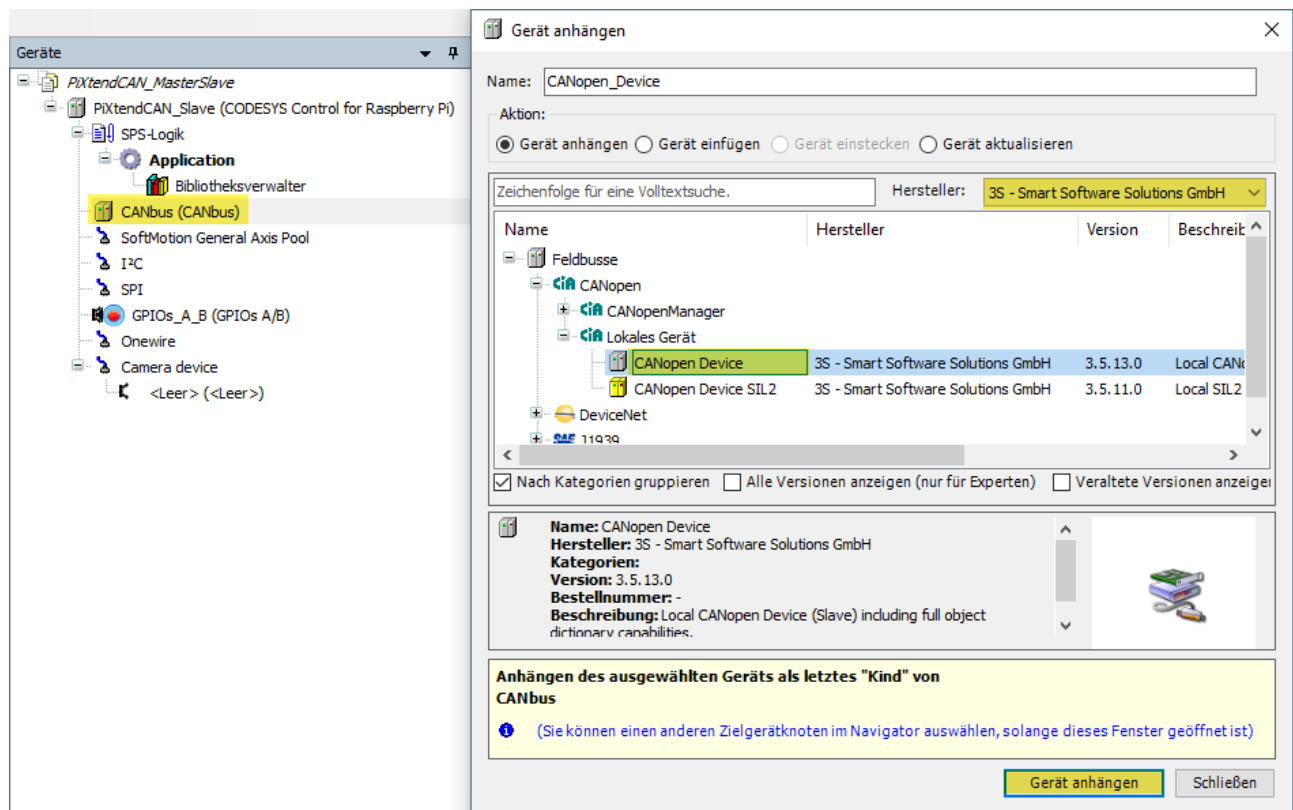 Geräte
PiXtendCAN_MasterSlave
PiXtendCAN_Slave (CODESYS Control for Raspberry Pi)
SPS-Logik
Application
Bibliotheksverwalter
CANbus (CANbus)
SoftMotion General Axis Pool
I²C
SPI
GPIOs_A_B (GPIOs A/B)
Onewire
Camera device
<Leer> (<Leer>)
Gerät anhängen
Name: CANopen_Device
Aktion:
Gerät anhängen Gerät einfügen Gerät einstecken Gerät aktualisieren
Zeichenfolge für eine Volltextsuche. Hersteller: 3S - Smart Software Solutions GmbH
Name Hersteller Version Beschreib
Feldbusse
CiA CANopen
CiA CANopenManager
CiA Lokales Gerät
CANopen Device 3S - Smart Software Solutions GmbH 3.5.13.0 Local CANo
CANopen Device SIL2 3S - Smart Software Solutions GmbH 3.5.11.0 Local SIL2
DeviceNet
SAE J1939
Nach Kategorien gruppieren Alle Versionen anzeigen (nur für Experten) Veraltete Versionen anzeigen
Name: CANopen Device
Hersteller: 3S - Smart Software Solutions GmbH
Kategorien:
Version: 3.5.13.0
Bestellnummer: -
Beschreibung: Local CANopen Device (Slave) including full object
dictionary capabilities.
Anhängen des ausgewählten Geräts als letztes "Kind" von
CANbus
(Sie können einen anderen Zielgerätknoten im Navigator auswählen, solange dieses Fenster geöffnet ist)
Gerät anhängen Schließen